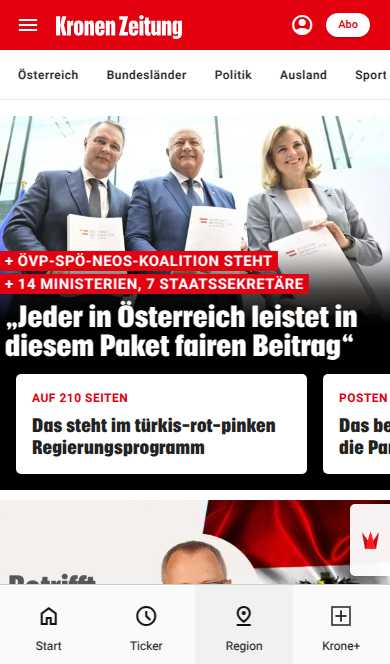 Kronen Zeitung
Abo
Österreich Bundesländer Politik Ausland Sport
+ ÖVP-SPÖ-NEOS-KOALITION STEHT
+ 14 MINISTERIEN, 7 STAATSSEKRETÄRE
„Jeder in Österreich leistet in
diesem Paket fairen Beitrag“
AUF 210 SEITEN
Das steht im türkis-rot-pinken
Regierungsprogramm
POSTEN
Das be
die Pa
Betrifft
Start Ticker Region Krone+